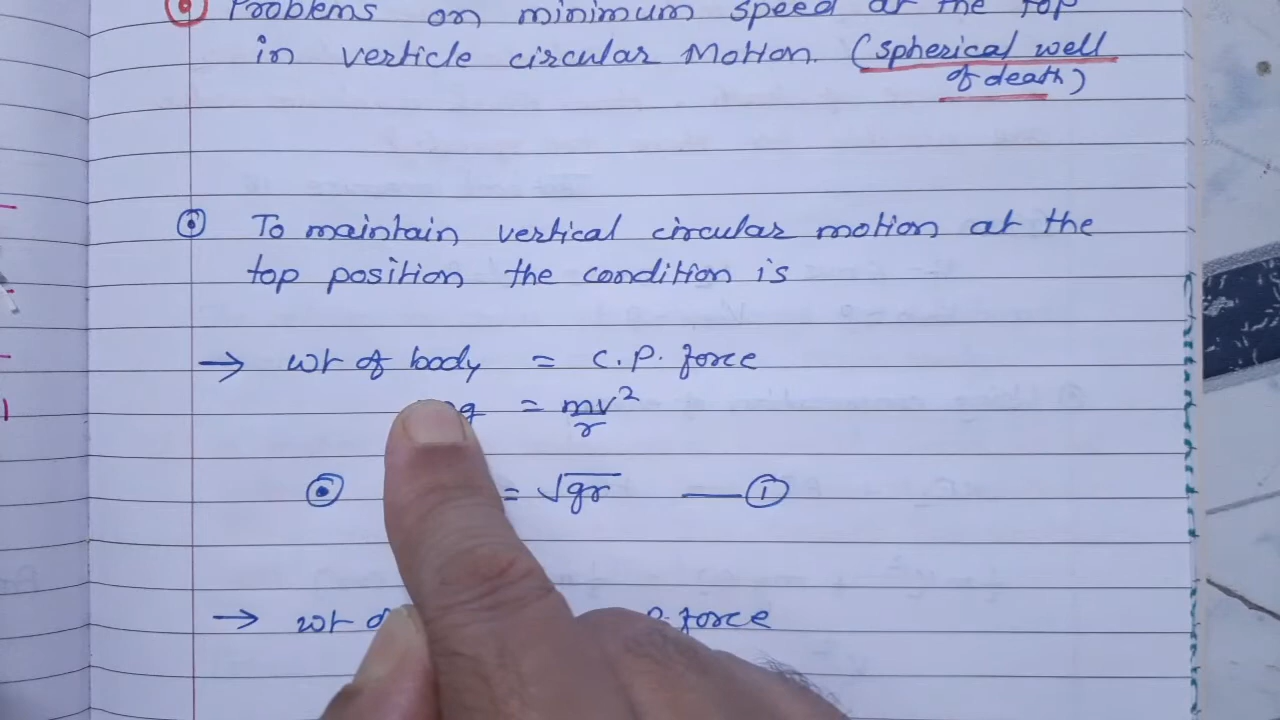 Problems on minimum speed at the top
in verticle circular Motion. (spherical well
of death)
To maintain vertical circular motion at the
top position the condition is
→ wt of body = C.P. force
= mv²/r
= √gr —①
→ wt force